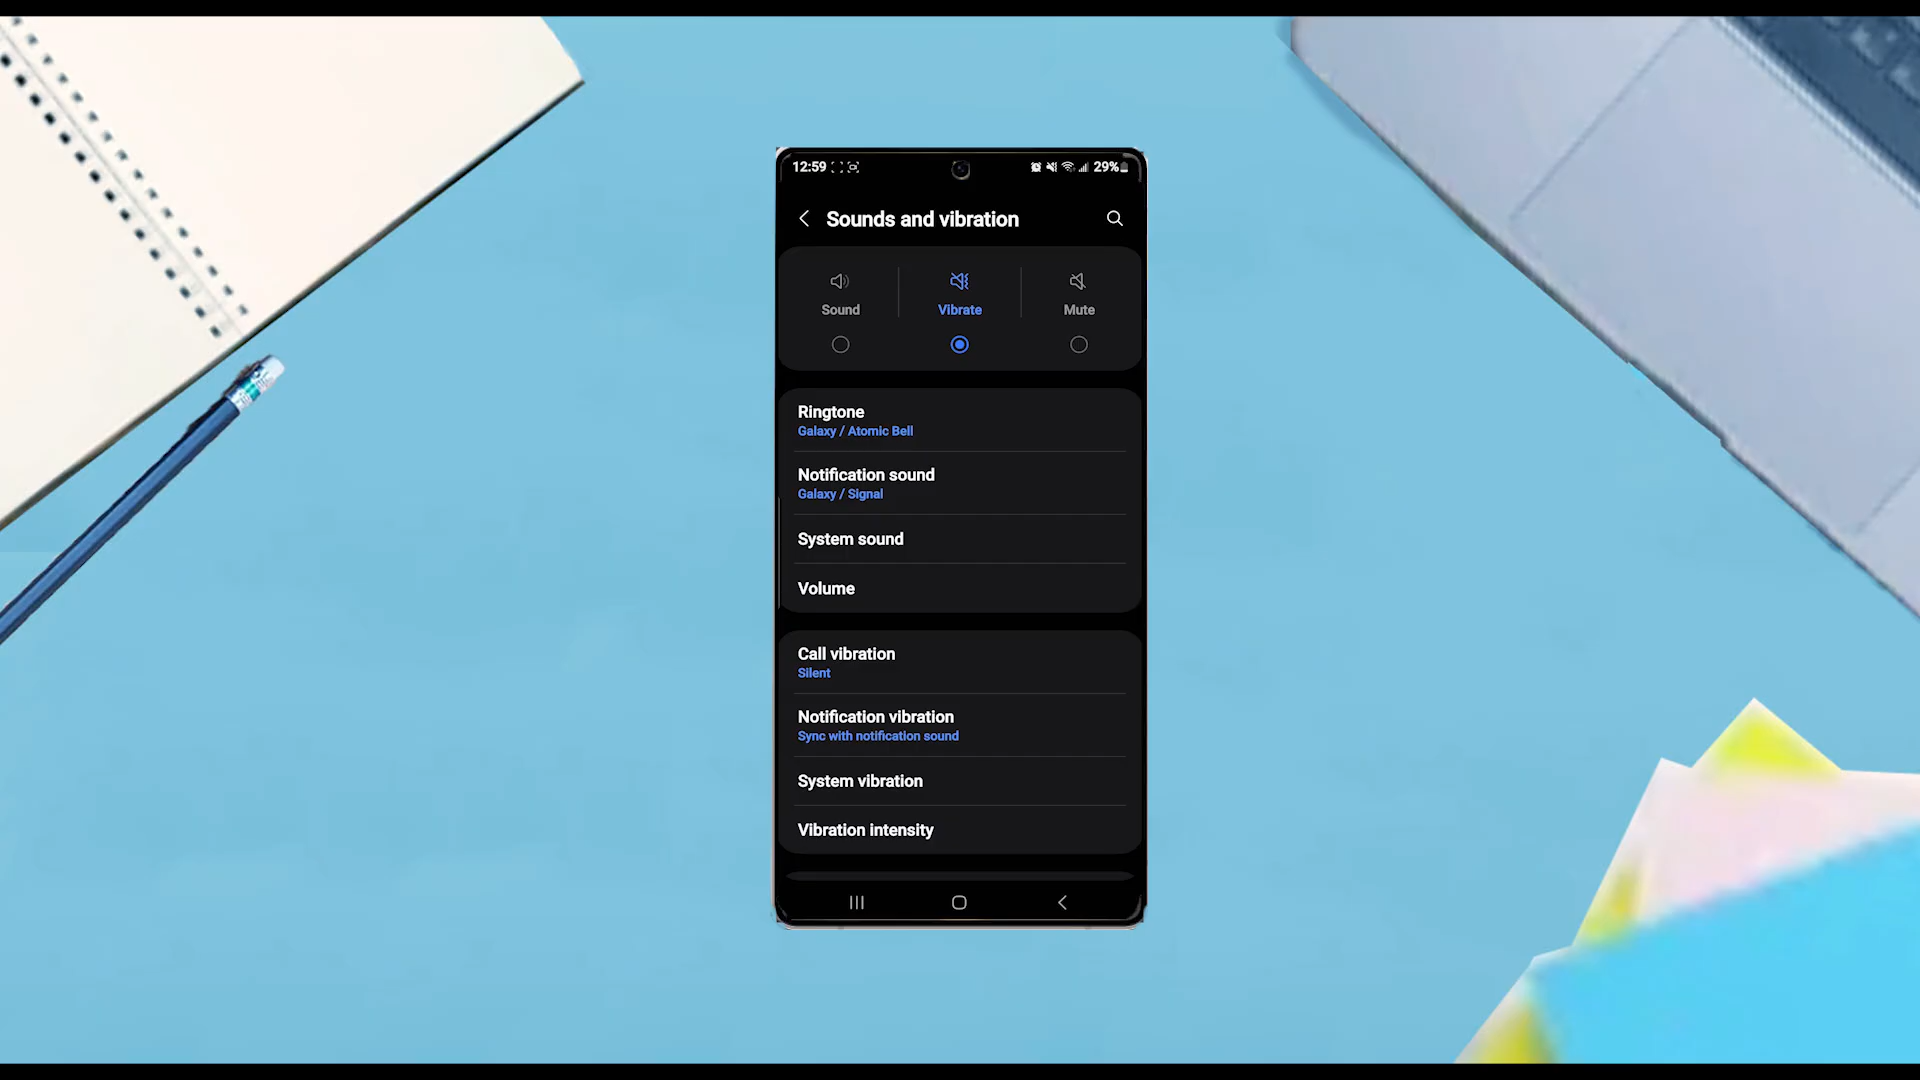 12:59
29%
Sounds and vibration
Sound
Vibrate
Mute
Ringtone
Galaxy / Atomic Bell
Notification sound
Galaxy / Signal
System sound
Volume
Call vibration
Silent
Notification vibration
Sync with notification sound
System vibration
Vibration intensity